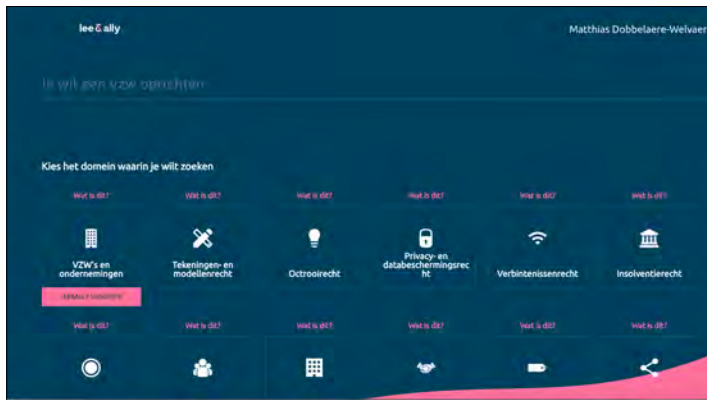 lee & ally
Matthias Dobbelaere-Welvaer
Ik wil een vzw oprichten
Kies het domein waarin je wilt zoeken
Wat is dit? Wat is dit? Wat is dit? Wat is dit? Wat is dit? Wat is dit?
VZW's en ondernemingen
Tekeningen- en modellenrecht
Octrooirecht
Privacy- en databeschermingsrec ht
Verbintenissenrecht
Insolventierecht
Wat is dit? Wat is dit? Wat is dit? Wat is dit? Wat is dit? Wat is dit?